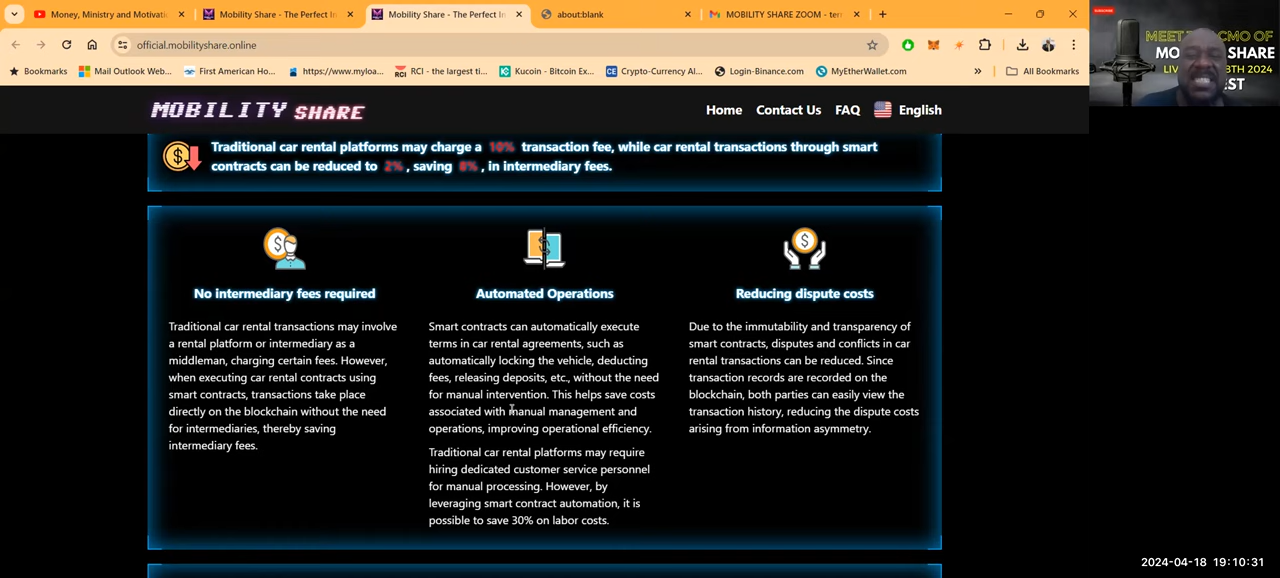 Money, Ministry and Motivati
Mobility Share - The Perfect In
Mobility Share - The Perfect In
about:blank
MOBILITY SHARE ZOOM - terr
official.mobilityshare.online
Bookmarks
Mail Outlook Web...
First American Ho...
https://www.myloa...
RCI
RCI - the largest ti...
Kucoin - Bitcoin Ex...
Crypto-Currency Al...
Login-Binance.com
MyEtherWallet.com
All Bookmarks
MOBILITY SHARE
Home
Contact Us
FAQ
English
Traditional car rental platforms may charge a 10% transaction fee, while car rental transactions through smart
contracts can be reduced to 2% , saving 8% , in intermediary fees.
No intermediary fees required
Traditional car rental transactions may involve
a rental platform or intermediary as a
middleman, charging certain fees. However,
when executing car rental contracts using
smart contracts, transactions take place
directly on the blockchain without the need
for intermediaries, thereby saving
intermediary fees.
Automated Operations
Smart contracts can automatically execute
terms in car rental agreements, such as
automatically locking the vehicle, deducting
fees, releasing deposits, etc., without the need
for manual intervention. This helps save costs
associated with manual management and
operations, improving operational efficiency.
Traditional car rental platforms may require
hiring dedicated customer service personnel
for manual processing. However, by
leveraging smart contract automation, it is
possible to save 30% on labor costs.
Reducing dispute costs
Due to the immutability and transparency of
smart contracts, disputes and conflicts in car
rental transactions can be reduced. Since
transaction records are recorded on the
blockchain, both parties can easily view the
transaction history, reducing the dispute costs
arising from information asymmetry.
SUBSCRIBE
MEET CMO OF
MO SHARE
LIV 8TH 2024
EST
2024-04-18 19:10:31